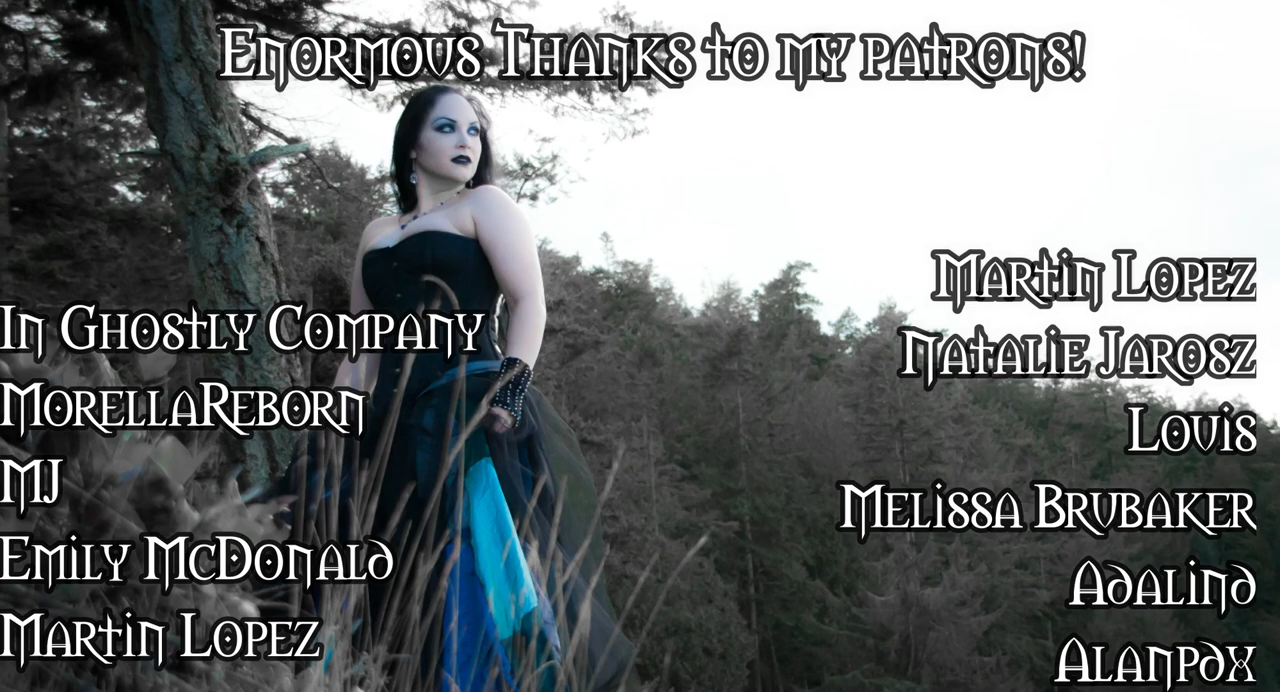 Enormous Thanks to my patrons!
In Ghostly Company
MorellaReborn
MJ
Emily McDonald
Martin Lopez
Martin Lopez
Natalie Jarosz
Louis
Melissa Brubaker
Adalind
Alanpdx